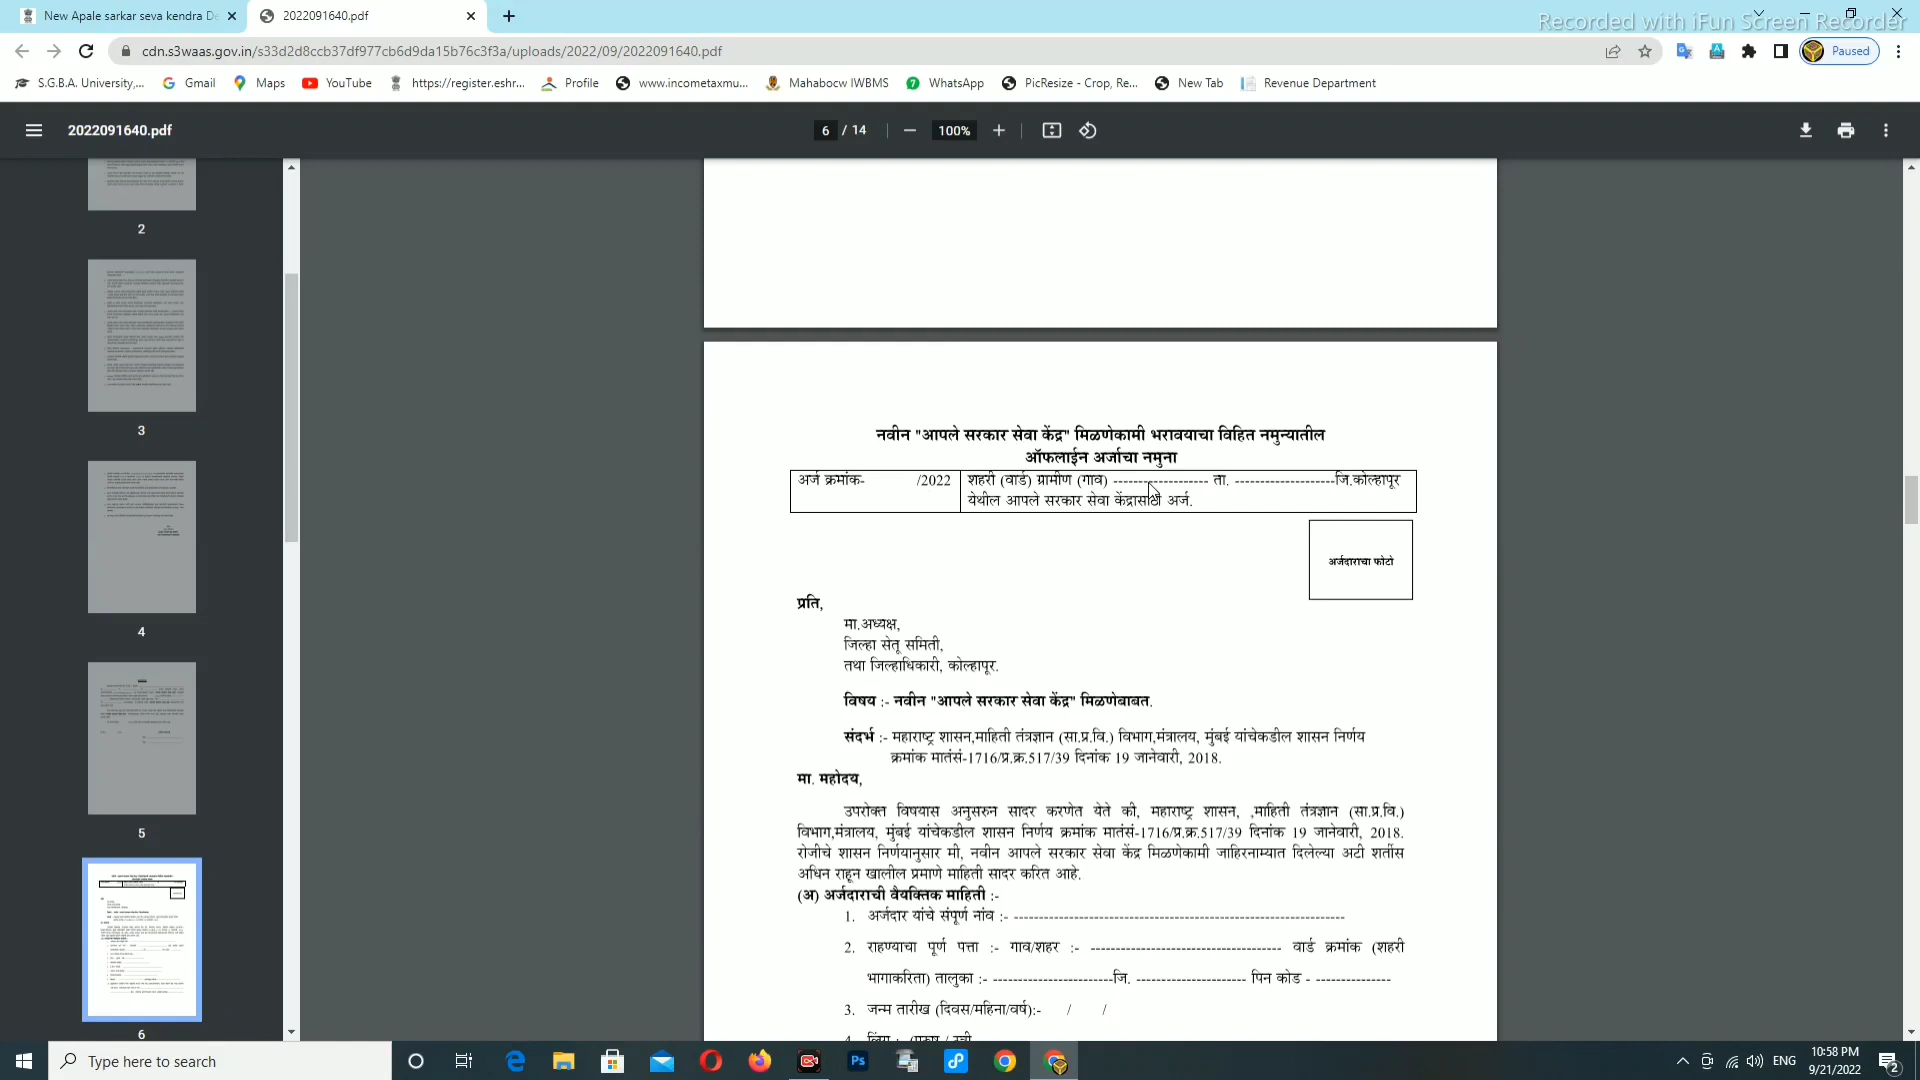 Recorded with iFun Screen Recorder
New Apale sarkar seva kendra De
2022091640.pdf
cdn.s3waas.gov.in/s33d2d8ccb37df977cb6d9da15b76c3f3a/uploads/2022/09/2022091640.pdf
Paused
S.G.B.A. University,... Gmail Maps YouTube https://register.eshr... Profile www.incometaxmu... Mahabocw IWBMS WhatsApp PicResize - Crop, Re... New Tab Revenue Department
2022091640.pdf 6 / 14 100%
2
3
4
5
6
नवीन "आपले सरकार सेवा केंद्र" मिळणेकामी भरावयाचा विहित नमुन्यातील
ऑफलाईन अर्जाचा नमुना
अर्ज क्रमांक- /2022
शहरी (वार्ड) ग्रामीण (गाव) ------------------- ता. --------------------जि.कोल्हापूर
येथील आपले सरकार सेवा केंद्रासाठी अर्ज.
अर्जदाराचा फोटो
प्रति,
मा.अध्यक्ष,
जिल्हा सेतू समिती,
तथा जिल्हाधिकारी, कोल्हापूर.
विषय :- नवीन "आपले सरकार सेवा केंद्र" मिळणेबाबत.
संदर्भ :- महाराष्ट्र शासन,माहिती तंत्रज्ञान (सा.प्र.वि.) विभाग,मंत्रालय, मुंबई यांचेकडील शासन निर्णय
क्रमांक मातंसं-1716/प्र.क्र.517/39 दिनांक 19 जानेवारी, 2018.
मा. महोदय,
उपरोक्त विषयास अनुसरुन सादर करणेत येते की, महाराष्ट्र शासन, ,माहिती तंत्रज्ञान (सा.प्र.वि.)
विभाग,मंत्रालय, मुंबई यांचेकडील शासन निर्णय क्रमांक मातंसं-1716/प्र.क्र.517/39 दिनांक 19 जानेवारी, 2018.
रोजीचे शासन निर्णयानुसार मी, नवीन आपले सरकार सेवा केंद्र मिळणेकामी जाहिरनाम्यात दिलेल्या अटी शर्तीस
अधिन राहून खालील प्रमाणे माहिती सादर करित आहे.
(अ) अर्जदाराची वैयक्तिक माहिती :-
1. अर्जदार यांचे संपूर्ण नांव :- ------------------------------------------------------------------
2. राहण्याचा पूर्ण पत्ता :- गाव/शहर :- -------------------------------------- वार्ड क्रमांक (शहरी
भागाकरिता) तालुका :- ------------------------जि. ---------------------- पिन कोड - ---------------
3. जन्म तारीख (दिवस/महिना/वर्ष):- / /
Type here to search
Ps
ENG
10:58 PM
9/21/2022
2